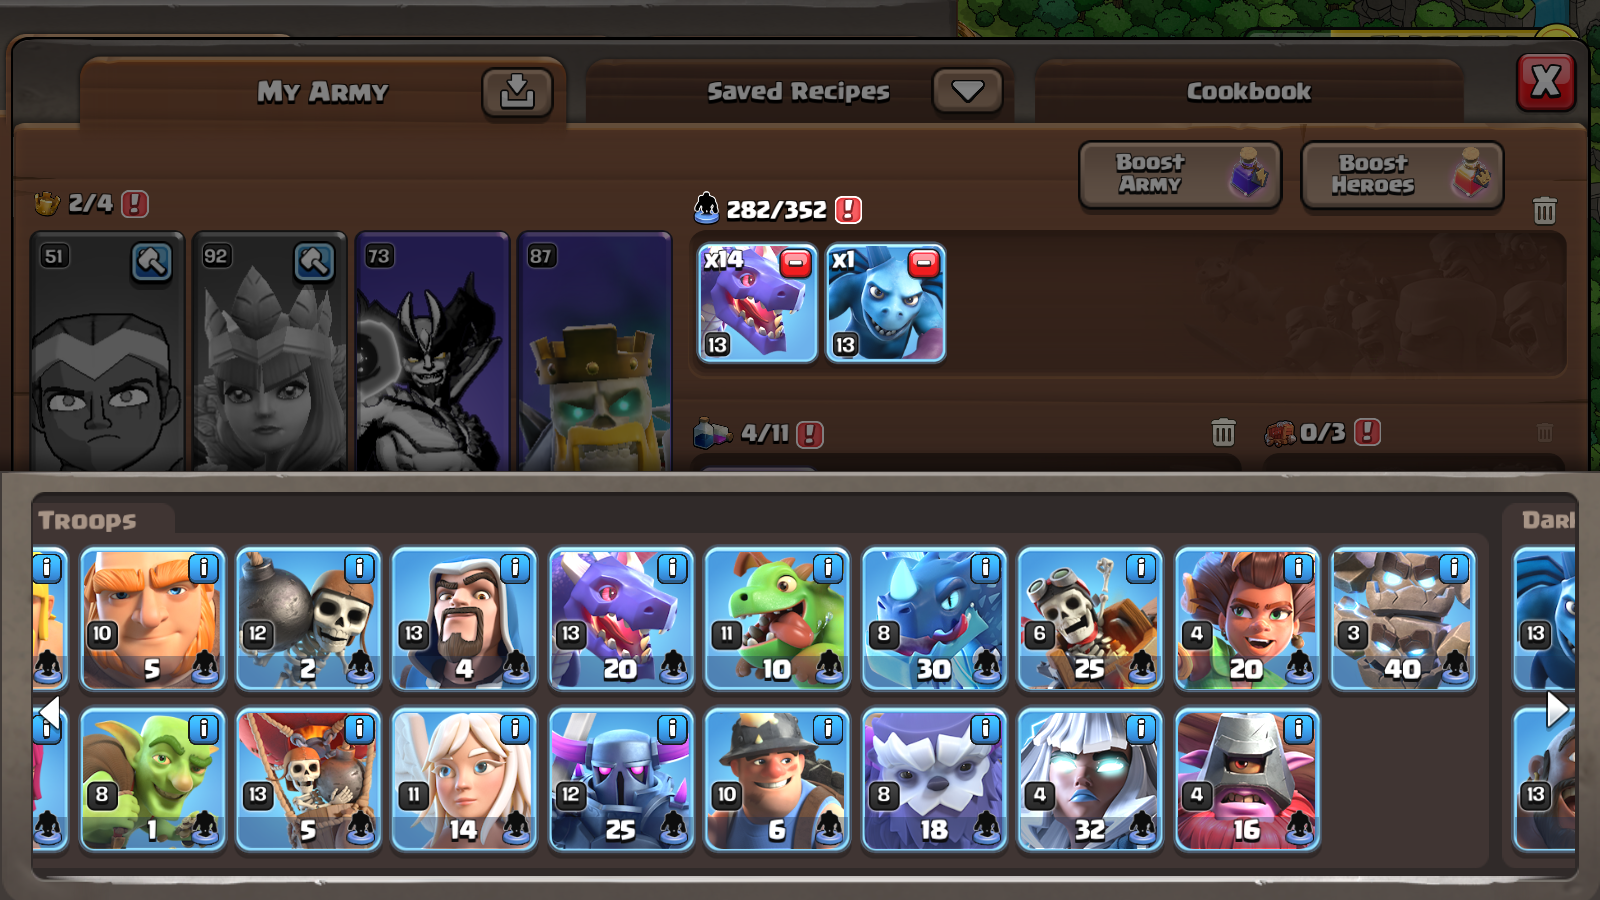 My Army
Saved Recipes
Cookbook
X
Boost
Army
Boost
Heroes
2/4 !
282/352 !
51
92
73
87
x14
13
x1
13
4/11 !
0/3 !
Troops
Dark
i
i
10
5
i
12
2
i
13
4
i
13
20
i
11
10
i
8
30
i
6
25
i
4
20
i
3
40
13
i
i
8
1
i
13
5
i
11
14
i
12
25
i
10
6
i
8
18
i
4
32
i
4
16
13